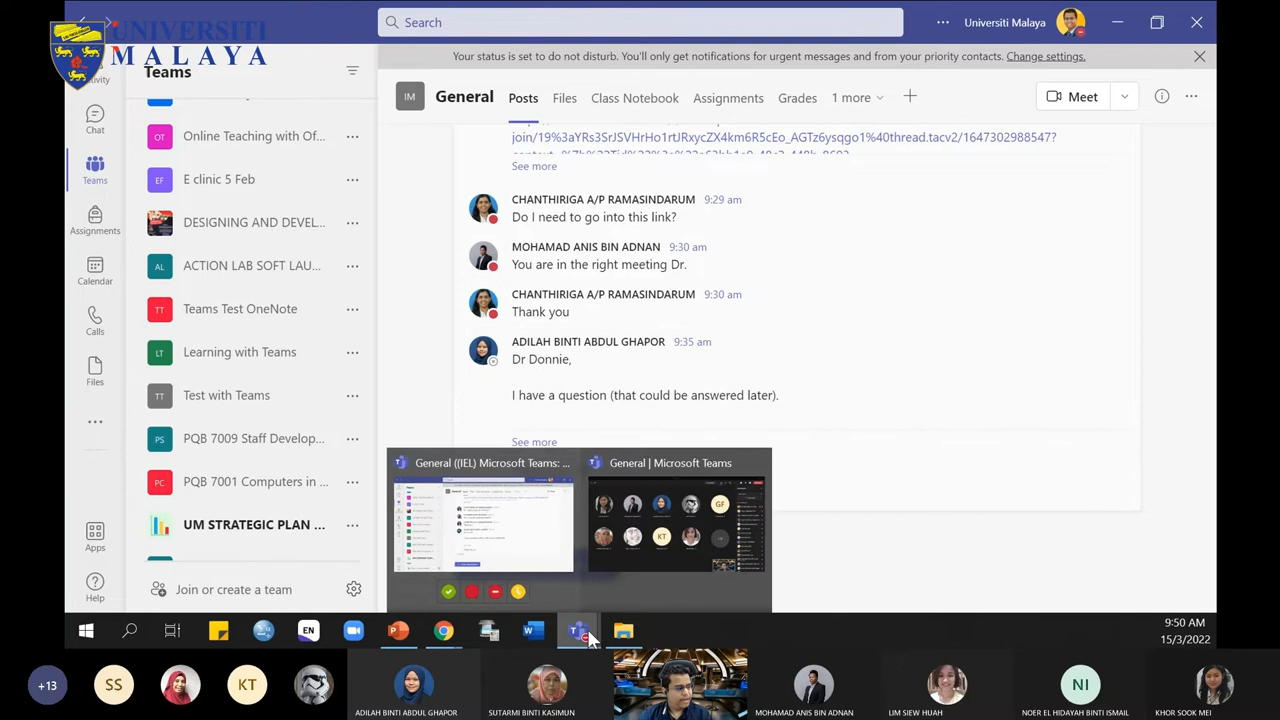 UNIVERSITI
MALAYA
Search
Universiti Malaya
Your status is set to do not disturb. You'll only get notifications for urgent messages and from your priority contacts. Change settings.
Activity
Chat
Teams
Assignments
Calendar
Calls
Files
Apps
Help
Teams
Online Teaching with Of...
E clinic 5 Feb
DESIGNING AND DEVEL...
ACTION LAB SOFT LAU...
Teams Test OneNote
Learning with Teams
Test with Teams
PQB 7009 Staff Develop...
PQB 7001 Computers in ...
UM STRATEGIC PLAN ...
OT
EF
AL
TT
LT
TT
PS
PC
Join or create a team
IM
General
Posts
Files
Class Notebook
Assignments
Grades
1 more
Meet
See more
CHANTHIRIGA A/P RAMASINDARUM 9:29 am
Do I need to go into this link?
MOHAMAD ANIS BIN ADNAN 9:30 am
You are in the right meeting Dr.
CHANTHIRIGA A/P RAMASINDARUM 9:30 am
Thank you
ADILAH BINTI ABDUL GHAPOR 9:35 am
Dr Donnie,
I have a question (that could be answered later).
See more
General ((IEL) Microsoft Teams: ...
General | Microsoft Teams
GF
KT
EN
9:50 AM
15/3/2022
+13
SS
KT
NI
ADILAH BINTI ABDUL GHAPOR
SUTARMI BINTI KASIMUN
MOHAMAD ANIS BIN ADNAN
LIM SIEW HUAH
NOER EL HIDAYAH BINTI ISMAIL
KHOR SOOK MEI